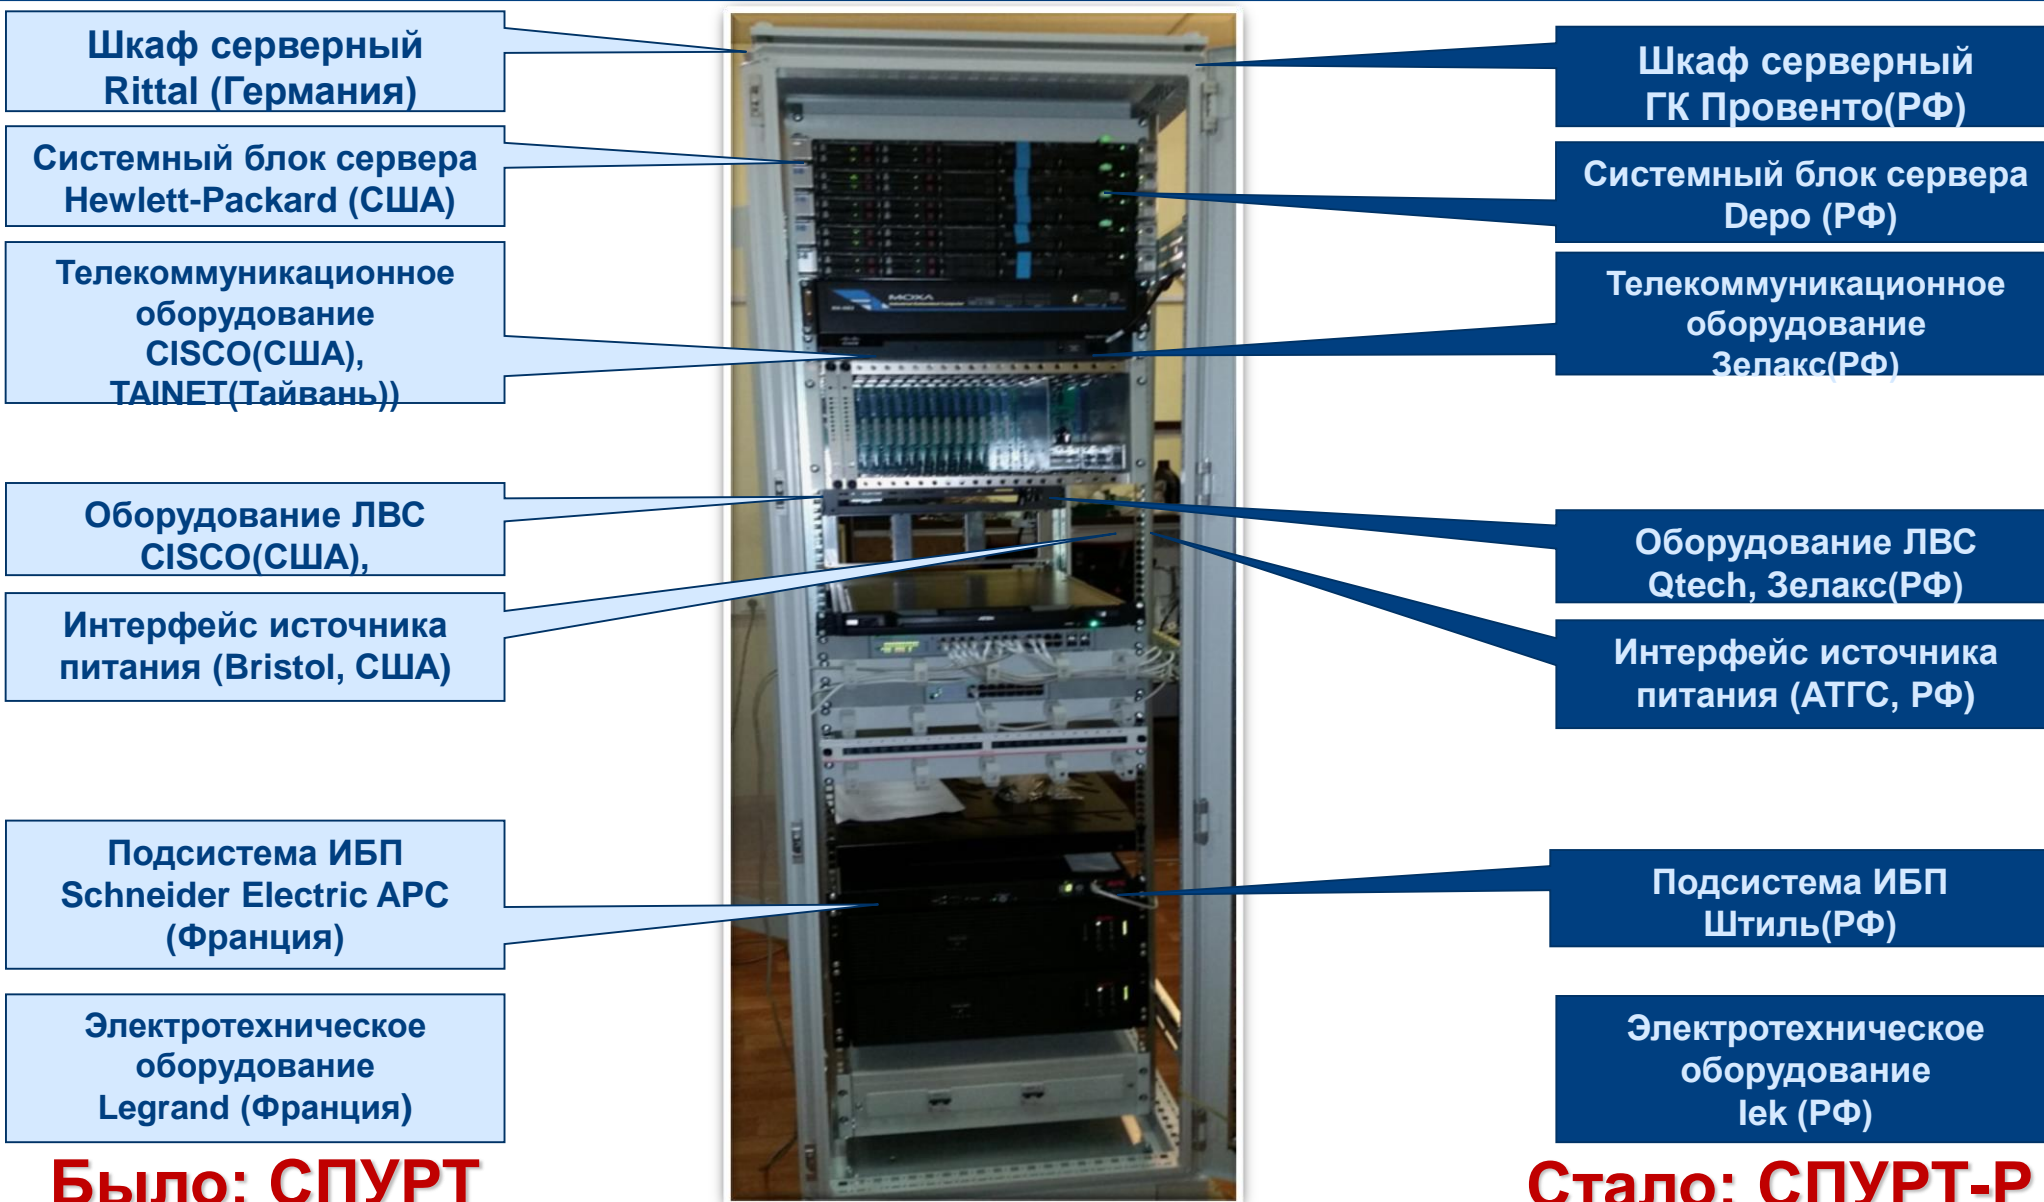 Шкаф серверный
Rittal (Германия)
Системный блок сервера
Hewlett-Packard (США)
Телекоммуникационное
оборудование
CISCO(США),
TAINET(Тайвань))
Оборудование ЛВС
CISCO(США),
Интерфейс источника
питания (Bristol, США)
Подсистема ИБП
Schneider Electric APC
(Франция)
Электротехническое
оборудование
Legrand (Франция)
Было: СПУРТ
MOXA
Шкаф серверный
ГК Провенто(РФ)
Системный блок сервера
Depo (РФ)
Телекоммуникационное
оборудование
Зелакс(РФ)
Оборудование ЛВС
Qtech, Зелакс(РФ)
Интерфейс источника
питания (АТГС, РФ)
Подсистема ИБП
Штиль(РФ)
Электротехническое
оборудование
Iek (РФ)
Стало: СПУРТ-Р